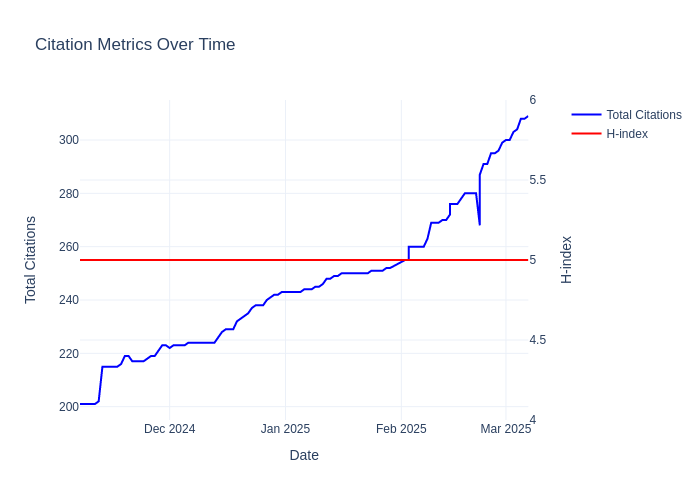 Citation Metrics Over Time
Total Citations
H-index
300
280
260
240
220
200
6
5.5
5
4.5
4
Dec 2024
Jan 2025
Feb 2025
Mar 2025
Date
Total Citations
H-index